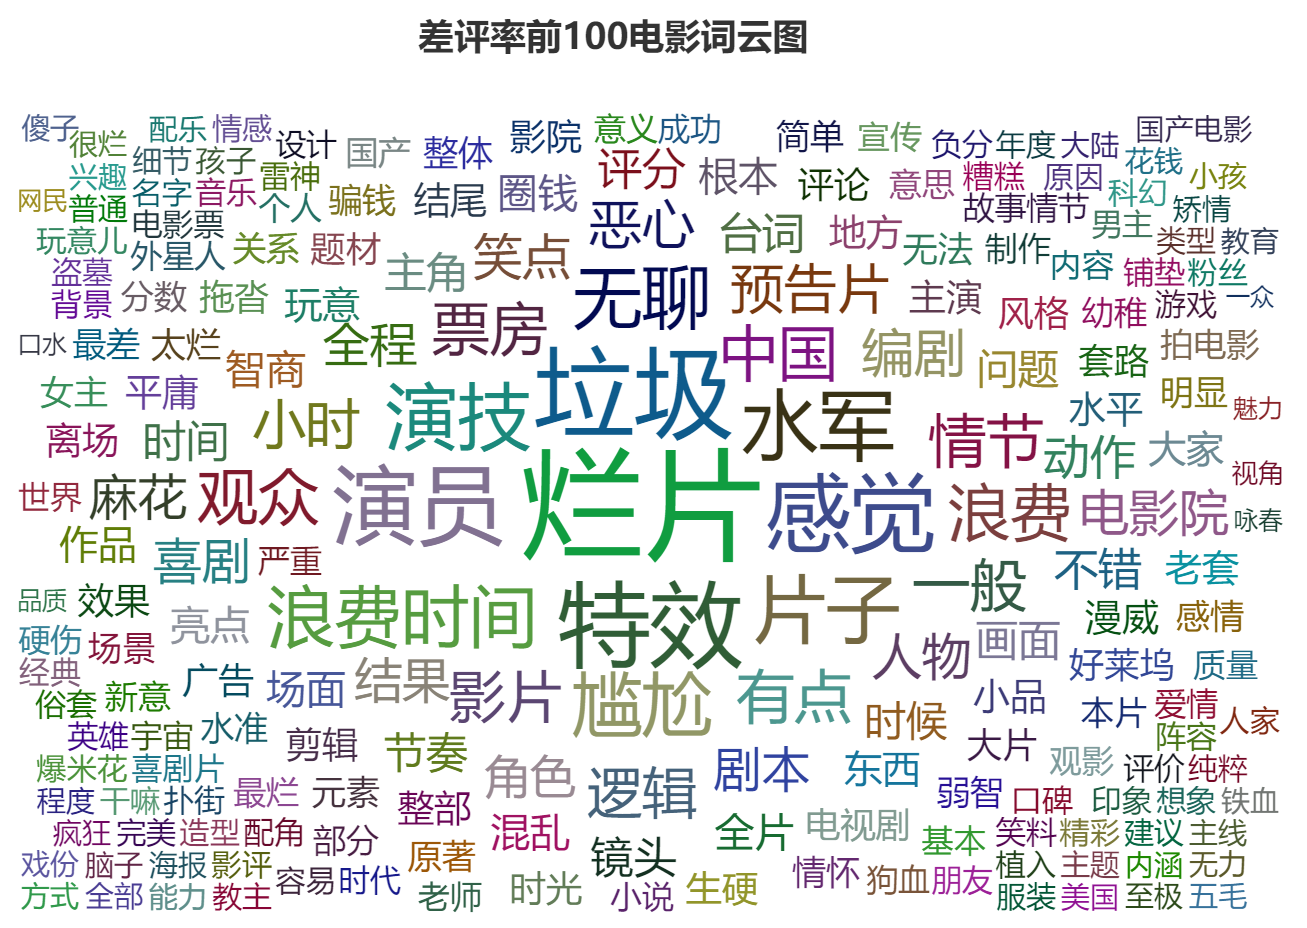 差评率前100电影词云图
傻子 很烂 配乐 情感 设计 国产 整体 影院 意义 成功 简单 宣传 负分 年度 大陆 国产电影
兴趣 细节 孩子 雷神 骗钱 结尾 圈钱 评分 根本 评论 意思 糟糕 原因 花钱 科幻 小孩
网民 普通 名字 音乐 个人 电影票 恶心 台词 地方 故事情节 男主 矫情
玩意儿 外星人 关系 题材 主角 笑点 无聊 预告片 无法 制作 内容 类型 教育
盗墓 背景 分数 拖沓 玩意 票房 主演 风格 幼稚 铺垫 粉丝 游戏 一众
口水 最差 太烂 智商 全程 垃圾 中国 编剧 问题 套路 拍电影
女主 平庸 小时 演技 水军 情节 水平 明显 魅力
离场 时间 动作 大家 视角
世界 麻花 观众 演员 烂片 感觉 浪费 电影院 咏春
作品 喜剧 严重 不错 老套
品质 效果 亮点 浪费时间 特效 片子 一般 漫威 感情
硬伤 场景 人物 画面 好莱坞 质量
经典 广告 场面 结果 影片 尴尬 有点 小品
俗套 新意 水准 时候 本片 爱情 人家
英雄 宇宙 剪辑 节奏 大片 阵容
爆米花 喜剧片 角色 逻辑 剧本 东西 观影 评价 纯粹
程度 干嘛 扑街 最烂 元素 整部 弱智 口碑 印象 想象 铁血
疯狂 完美 造型 配角 部分 混乱 全片 电视剧 基本 笑料 精彩 建议 主线
戏份 脑子 海报 影评 原著 镜头 情怀 狗血 朋友 植入 主题 内涵 无力
方式 全部 能力 教主 容易 时代 老师 时光 小说 生硬 服装 美国 至极 五毛